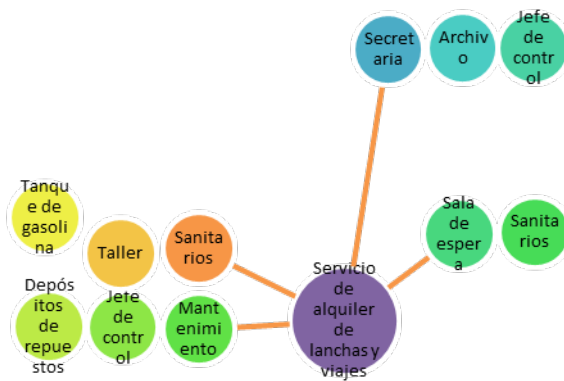 Secret
aria
Archiv
o
Jefe
de
contr
ol
Tanqu
e de
gasoli
na
Taller
Sanita
rios
Sala
de
esper
a
Sanita
rios
Servicio
de
alquiler
de
lanchas y
viajes
Depós
itos de
repue
stos
Jefe
de
contr
ol
Mant
enimi
ento